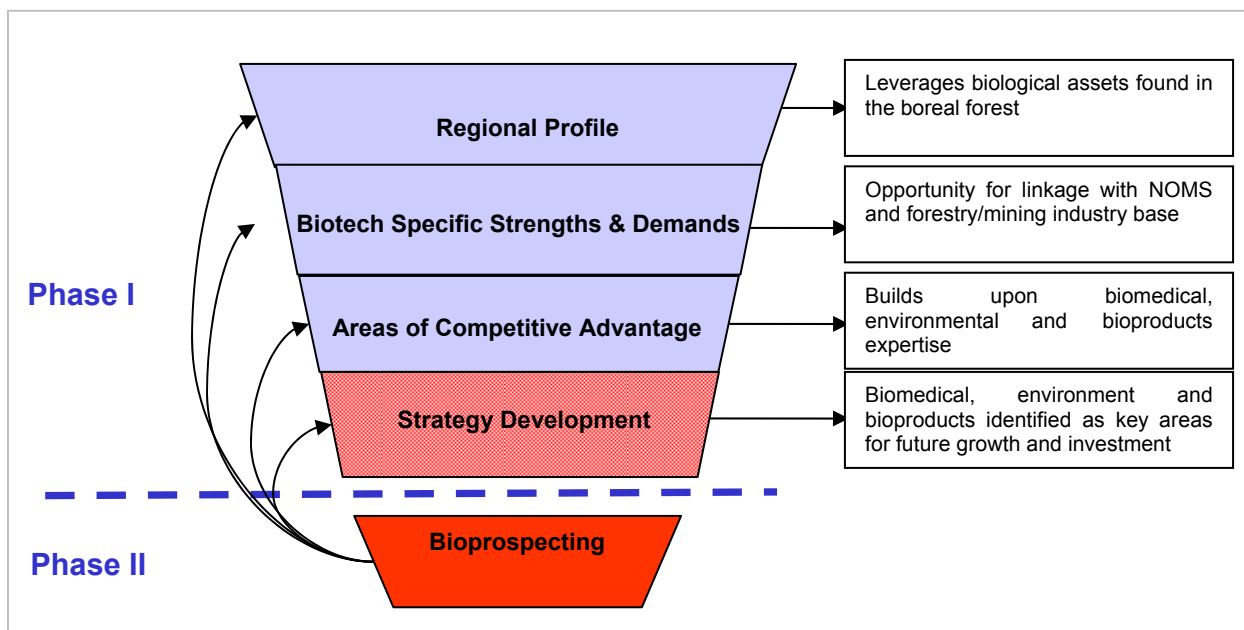 Regional Profile
Leverages biological assets found in
the boreal forest
Biotech Specific Strengths & Demands
Opportunity for linkage with NOMS
and forestry/mining industry base
Phase I
Areas of Competitive Advantage
Builds upon biomedical,
environmental and bioproducts
expertise
Strategy Development
Biomedical, environment and
bioproducts identified as key areas
for future growth and investment
Phase II
Bioprospecting